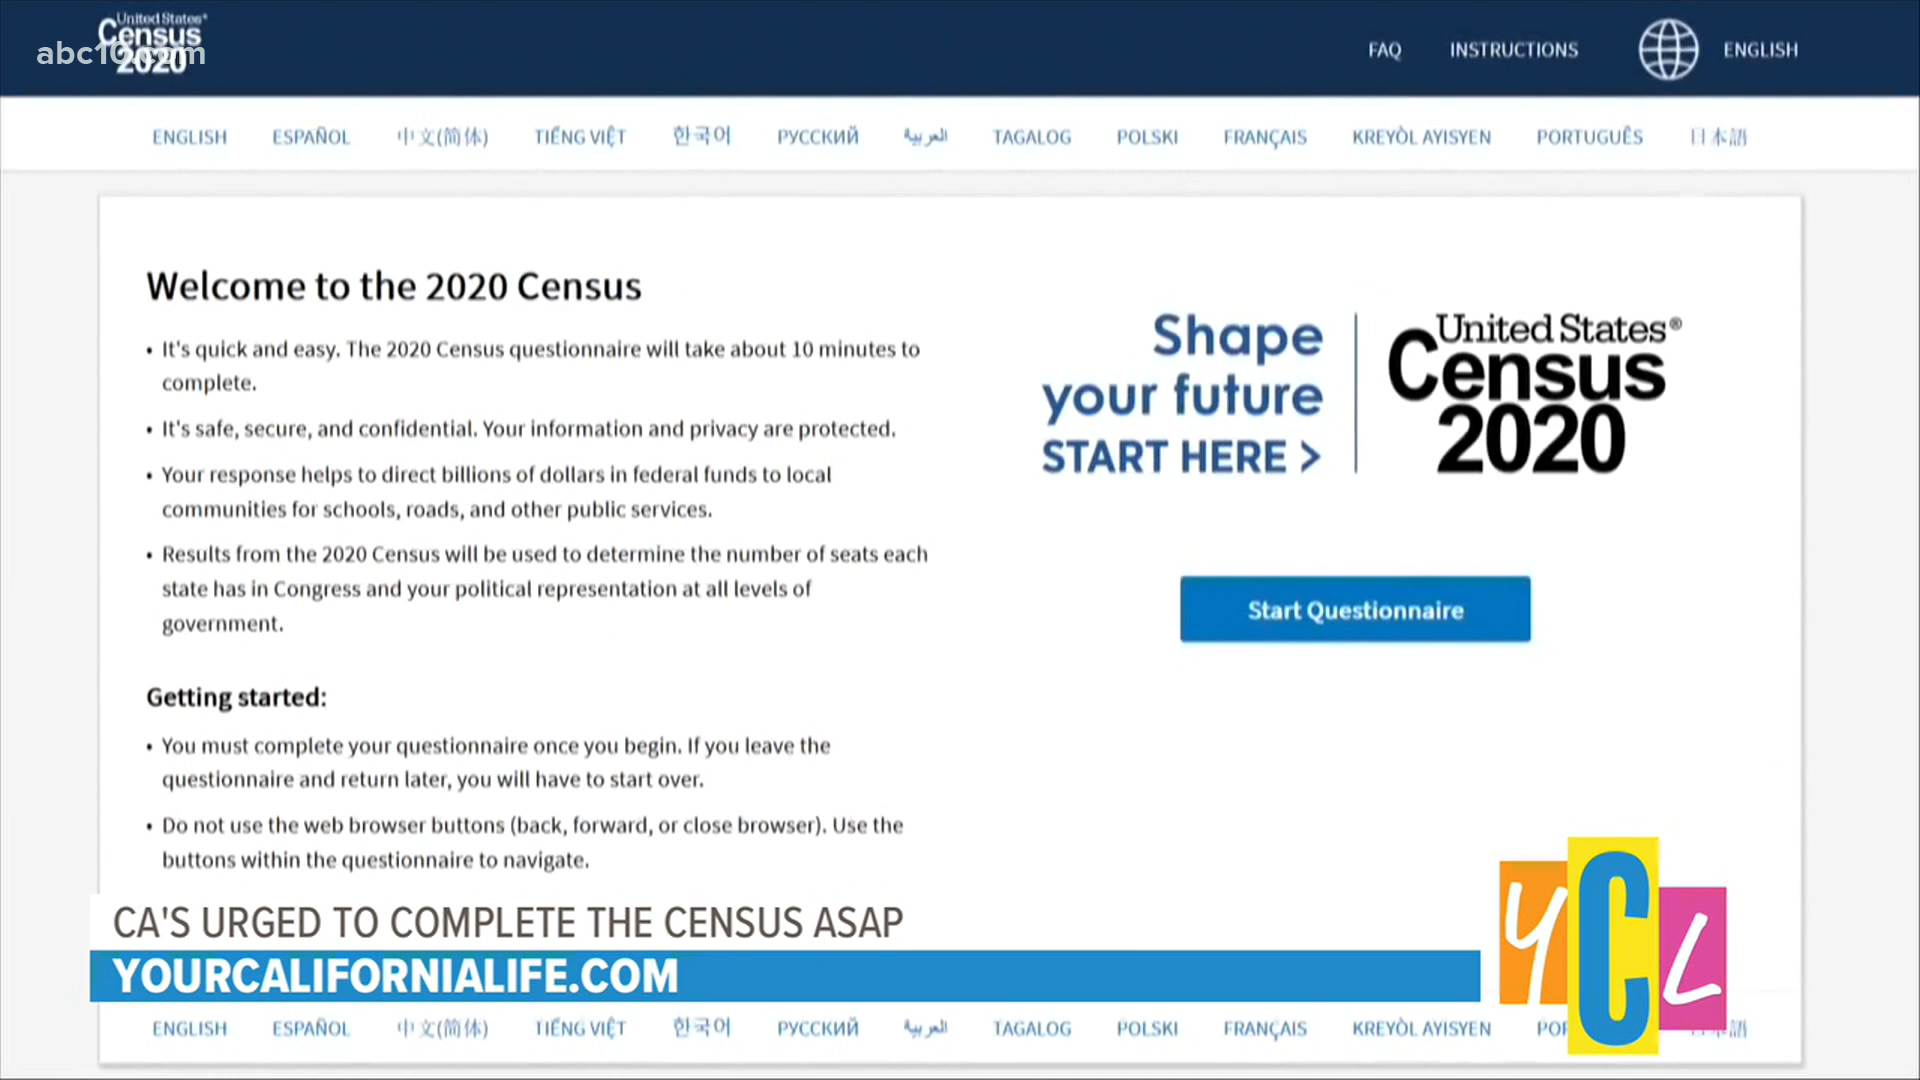 United States®
Census
2020
abc10.com
FAQ INSTRUCTIONS ENGLISH
ENGLISH ESPAÑOL 中文(简体) TIẾNG VIỆT 한국어 РУССКИЙ العربية TAGALOG POLSKI FRANÇAIS KREYÒL AYISYEN PORTUGUÊS 日本語
Welcome to the 2020 Census
• It's quick and easy. The 2020 Census questionnaire will take about 10 minutes to
complete.
• It's safe, secure, and confidential. Your information and privacy are protected.
• Your response helps to direct billions of dollars in federal funds to local
communities for schools, roads, and other public services.
• Results from the 2020 Census will be used to determine the number of seats each
state has in Congress and your political representation at all levels of
government.
Getting started:
• You must complete your questionnaire once you begin. If you leave the
questionnaire and return later, you will have to start over.
• Do not use the web browser buttons (back, forward, or close browser). Use the
buttons within the questionnaire to navigate.
Shape
your future
START HERE >
United States®
Census
2020
Start Questionnaire
CA'S URGED TO COMPLETE THE CENSUS ASAP
YOURCALIFORNIALIFE.COM
YCL
ENGLISH ESPAÑOL 中文(简体) TIẾNG VIỆT 한국어 РУССКИЙ العربية TAGALOG POLSKI FRANÇAIS KREYÒL AYISYEN